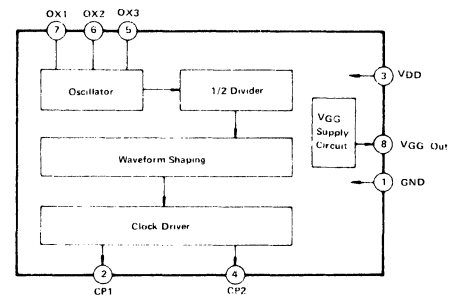 OX1 OX2 OX3
7 6 5
Oscillator
1/2 Divider
3 VDD
VGG
Supply
Circuit
8 VGG Out
Waveform Shaping
1 GND
Clock Driver
2 4
CP1 CP2